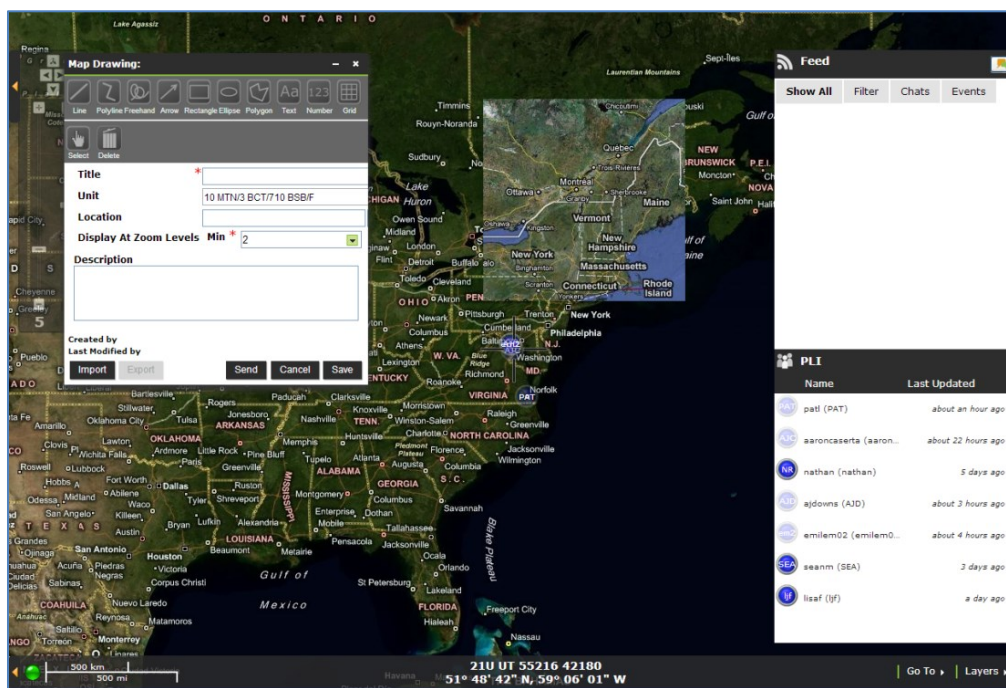 Map Drawing:
Line Polyline Freehand Arrow Rectangle Ellipse Polygon Text Number Grid
Select Delete
Title *
Unit 10 MTN/3 BCT/710 BSB/F
Location
Display At Zoom Levels Min * 2
Description
Created by
Last Modified by
Import Export Send Cancel Save
Feed
Show All Filter Chats Events
PLI
Name Last Updated
patl (PAT) about an hour ago
aaroncaserta (aaron... about 22 hours ago
nathan (nathan) 5 days ago
ajdowns (AJD) about 3 hours ago
emilem02 (emilem0... about 4 hours ago
seanm (SEA) 3 days ago
lisaf (ljf) a day ago
ONTARIO
Lake Agassiz
Regina
Sept-Îles
Laurentian Mountains
Timmins
Rouyn-Noranda
Sudbury
Chicoutimi
Québec
Trois-Rivières
Montréal
Ottawa
Granby
Sherbrooke
Maine
NEW
BRUNSWICK
Moncton
P.E.I.
NOVA
Saint John
Vermont
Oshawa
Kingston
New
Hampshire
New York
Binghamton
Massachusetts
Scranton
Connecticut
Rhode
Island
Yonkers
Lake
Huron
Owen Sound
Midland
London
Flint
Detroit
Buffalo
Toledo
Cleveland
OHIO
Akron
Pittsburgh
Trenton
New York
Newark
Cumberland
Philadelphia
Columbus
N.J.
Athens
Washington
W. VA.
Blue
Ridge
MD
Lexington
Richmond
Roanoke
VIRGINIA
PAT
Norfolk
Cheyenne
Greeley
5
Pueblo
Bartlesville
Rogers
Paducah
Clarksville
Stillwater
Jonesboro
Knoxville
Morristown
Raleigh
Oklahoma City
Tulsa
ARKANSAS
Nashville
TENN.
Winston-Salem
Greenville
Amarillo
OKLAHOMA
Memphis
Huntsville
Charlotte
NORTH CAROLINA
Clovis
Lawton
Ardmore
Little Rock
Pine Bluff
Tupelo
Piedmont
Plateau
Florence
Jacksonville
Wichita Falls
Greenville
Atlanta
Augusta
Columbia
Wilmington
Roswell
Lubbock
Paris
ALABAMA
S.C.
Hobbs
Fort Worth
Dallas
Ruston
GEORGIA
Abilene
Tyler
Shreveport
MISSISSIPPI
Montgomery
Columbus
Savannah
Odessa
Midland
Waco
San Angelo
Killeen
Bryan
Lufkin
Alexandria
Enterprise
Dothan
Mobile
TEXAS
Austin
LOUISIANA
Tallahassee
Blake Plateau
Beaumont
Metairie
Pensacola
Jacksonville
San Antonio
Houston
Ocala
Acuña
Piedras
Negras
Victoria
Gulf of
Mexico
Orlando
Sabinas
Corpus Christi
St Petersburg
Lakeland
COAHUILA
Nuevo Laredo
FLORIDA
Freeport City
Reynosa
Matamoros
Hialeah
Saltillo
Monterrey
Torreón
Nassau
500 km
500 mi
21U UT 55216 42180
51° 48' 42" N, 59° 06' 01" W
Go To
Layers